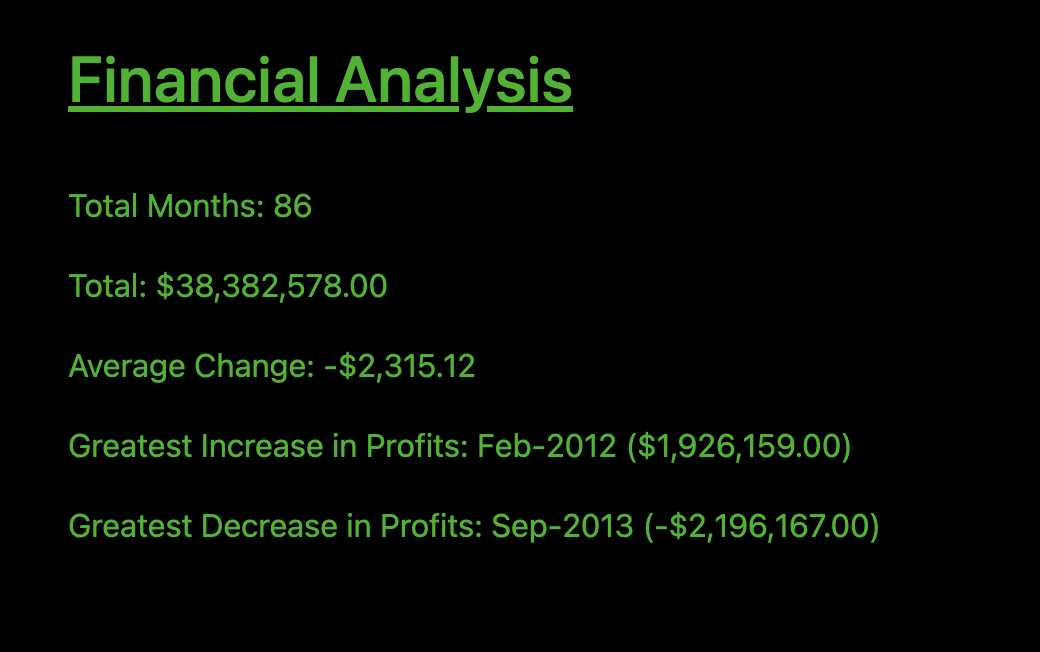 Financial Analysis
Total Months: 86
Total: $38,382,578.00
Average Change: -$2,315.12
Greatest Increase in Profits: Feb-2012 ($1,926,159.00)
Greatest Decrease in Profits: Sep-2013 (-$2,196,167.00)